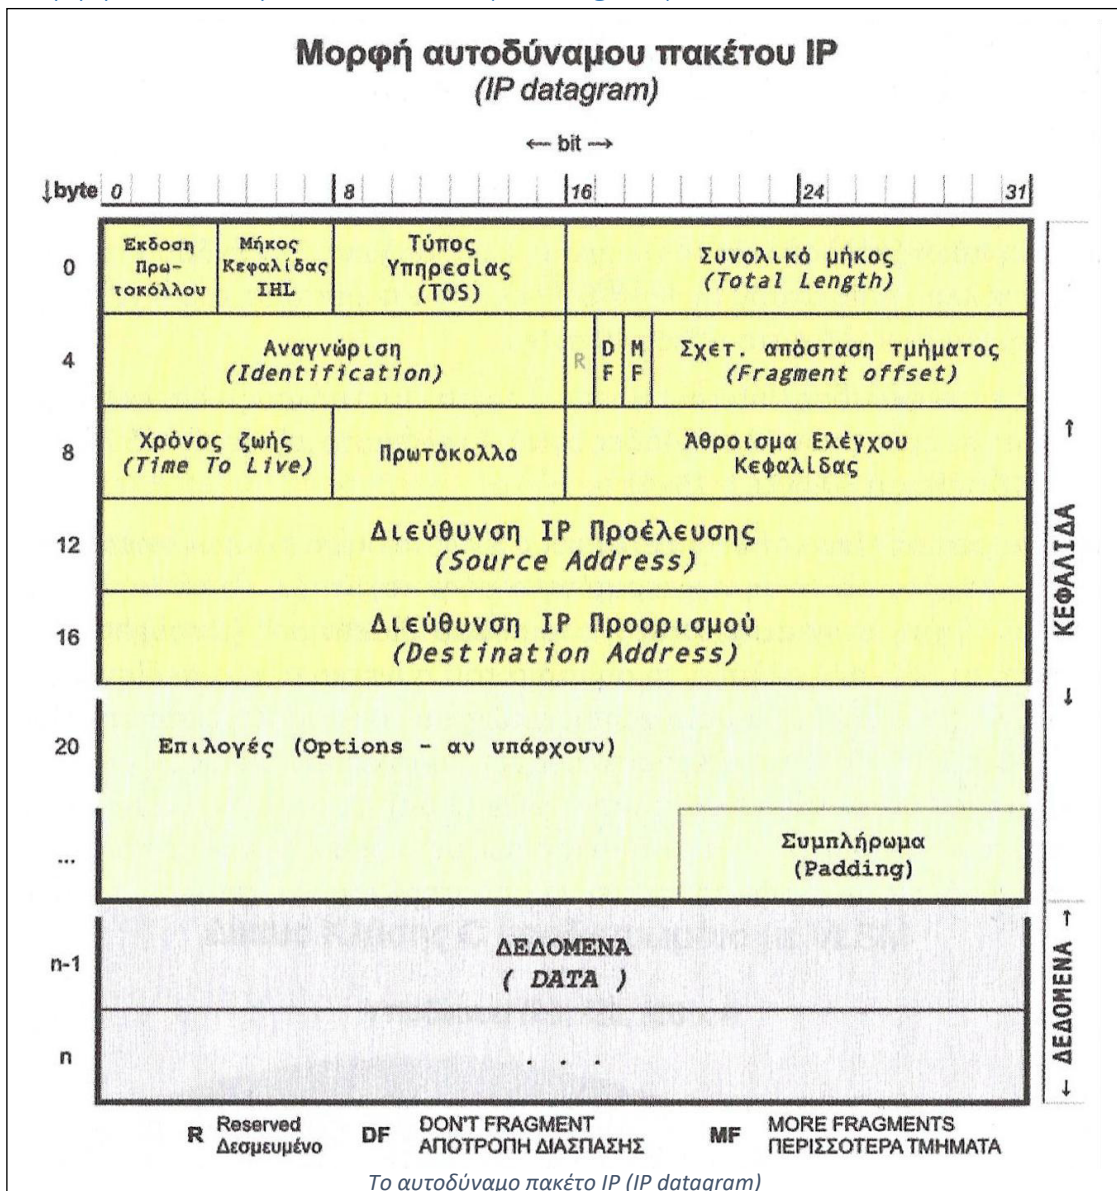 Μορφή αυτοδύναμου πακέτου IP
(IP datagram)
← bit →
↓byte 0 8 16 24 31
0 Έκδοση Πρω- τοκόλλου
Μήκος Κεφαλίδας IHL
Τύπος Υπηρεσίας (TOS)
Συνολικό μήκος (Total Length)
4 Αναγνώριση (Identification)
R
DF
MF
Σχετ. απόσταση τμήματος (Fragment offset)
8 Χρόνος ζωής (Time To Live)
Πρωτόκολλο
Άθροισμα Ελέγχου Κεφαλίδας
12 Διεύθυνση IP Προέλευσης
(Source Address)
16 Διεύθυνση IP Προορισμού
(Destination Address)
← ΚΕΦΑΛΙΔΑ →
20 Επιλογές (Options - αν υπάρχουν)
... Συμπλήρωμα
(Padding)
n-1 ΔΕΔΟΜΕΝΑ
( DATA )
n . . .
← ΔΕΔΟΜΕΝΑ →
R Reserved Δεσμευμένο
DF DON'T FRAGMENT ΑΠΟΤΡΟΠΗ ΔΙΑΣΠΑΣΗΣ
MF MORE FRAGMENTS ΠΕΡΙΣΣΟΤΕΡΑ ΤΜΗΜΑΤΑ
Το αυτοδύναμο πακέτο IP (IP datagram)